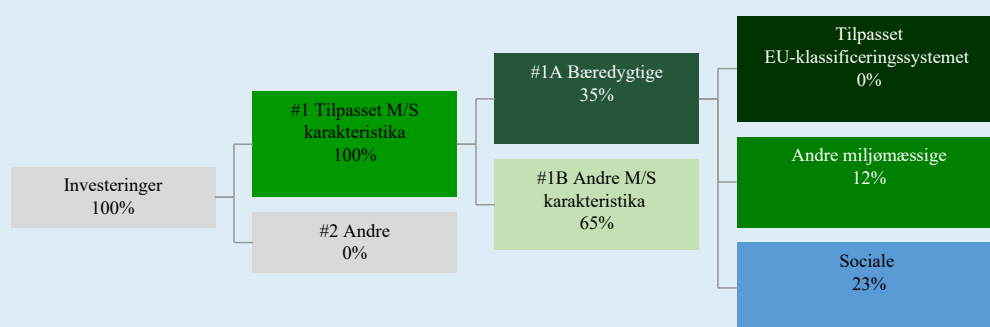 Investeringer
100%
#1 Tilpasset M/S
karakteristika
100%
#2 Andre
0%
#1A Bæredygtige
35%
#1B Andre M/S
karakteristika
65%
Tilpasset
EU-klassificeringssystemet
0%
Andre miljømæssige
12%
Sociale
23%